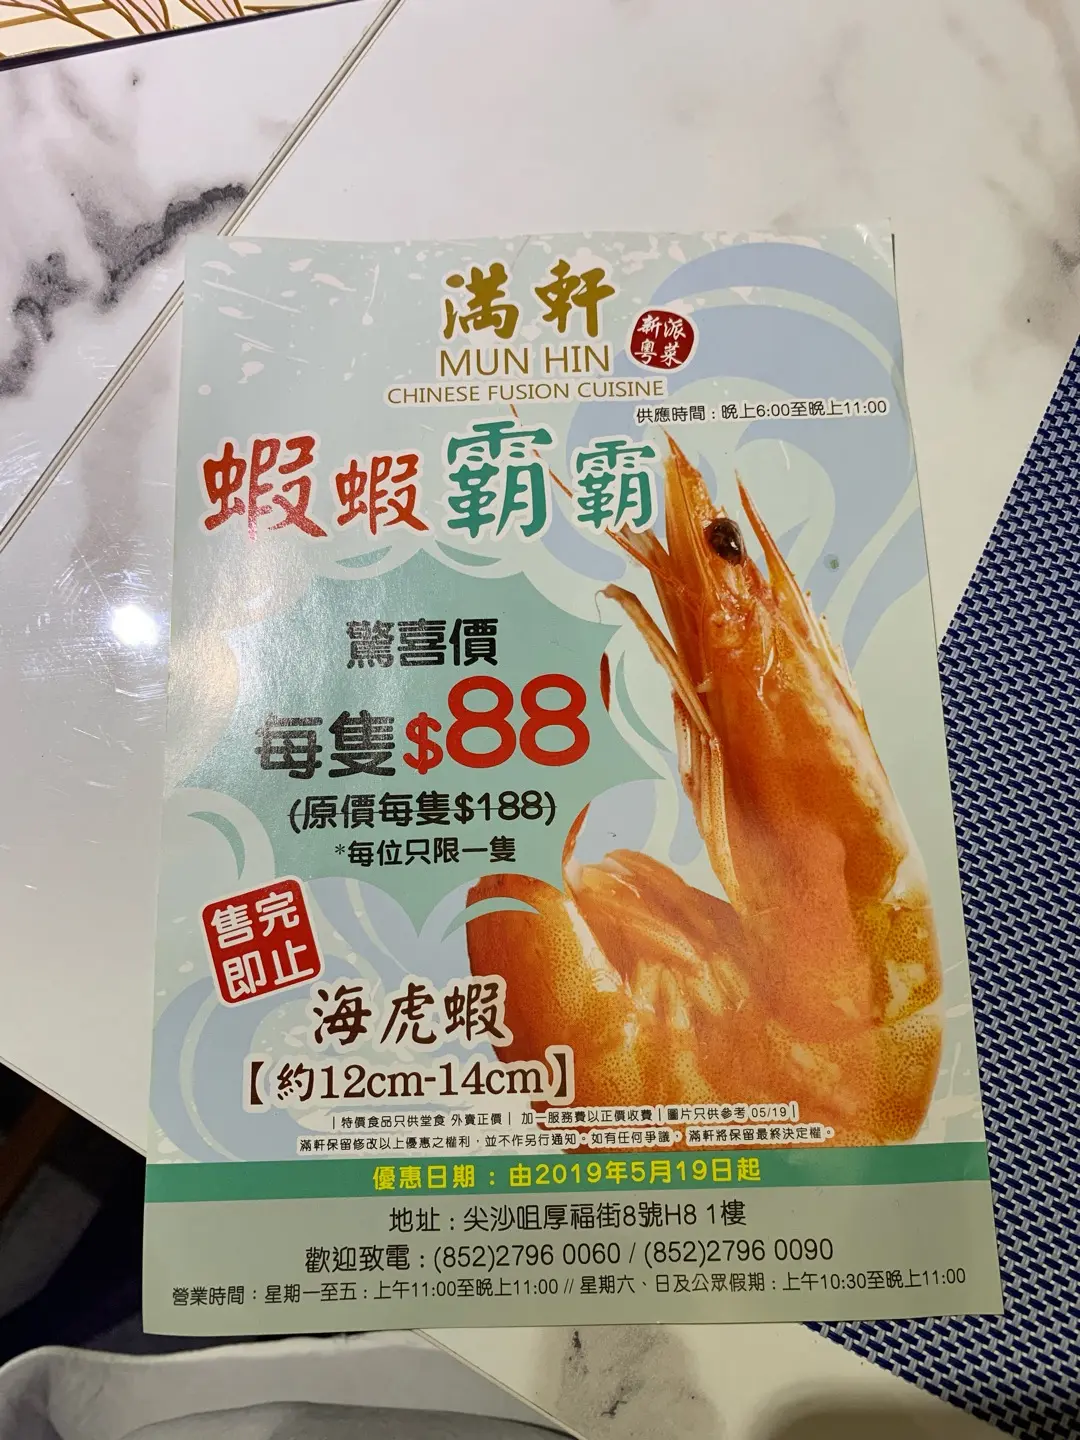 満軒
新派
粵菜
MUN HIN
CHINESE FUSION CUISINE
供應時間：晚上6:00至晚上11:00
蝦蝦霸霸
驚喜價
每隻$88
(原價每隻$188)
*每位只限一隻
售完
即止
海虎蝦
【約12cm-14cm】
| 特價食品只供堂食 外賣正價 | 加一服務費以正價收費 | 圖片只供參考 05/19 |
滿軒保留修改以上優惠之權利，並不作另行通知。如有任何爭議，滿軒將保留最終決定權。
優惠日期：由2019年5月19日起
地址：尖沙咀厚福街8號H8 1樓
歡迎致電：(852)2796 0060 / (852)2796 0090
營業時間：星期一至五：上午11:00至晚上11:00 // 星期六、日及公眾假期：上午10:30至晚上11:00